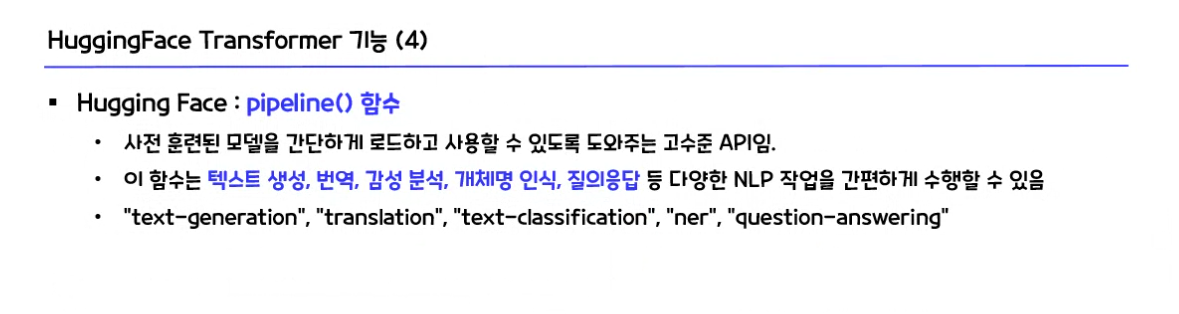 HuggingFace Transformer 기능 (4)
▪ Hugging Face : pipeline() 함수
• 사전 훈련된 모델을 간단하게 로드하고 사용할 수 있도록 도와주는 고수준 API임.
• 이 함수는 텍스트 생성, 번역, 감성 분석, 개체명 인식, 질의응답 등 다양한 NLP 작업을 간편하게 수행할 수 있음
• "text-generation", "translation", "text-classification", "ner", "question-answering"